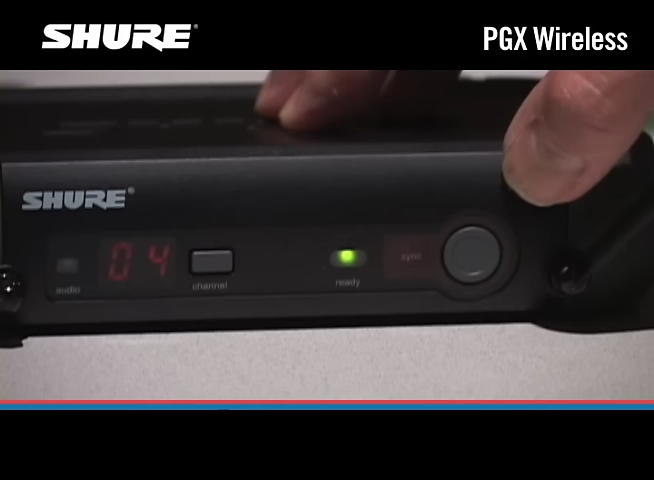 SHURE®
PGX Wireless
SHURE®
04
audio
channel
ready
sync